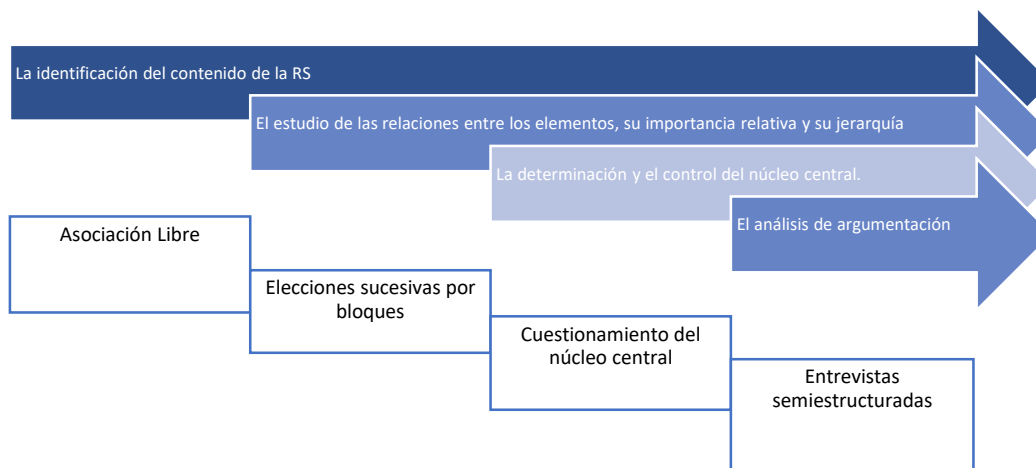 La identificación del contenido de la RS
El estudio de las relaciones entre los elementos, su importancia relativa y su jerarquía
La determinación y el control del núcleo central.
El análisis de argumentación
Asociación Libre
Elecciones sucesivas por
bloques
Cuestionamiento del
núcleo central
Entrevistas
semiestructuradas